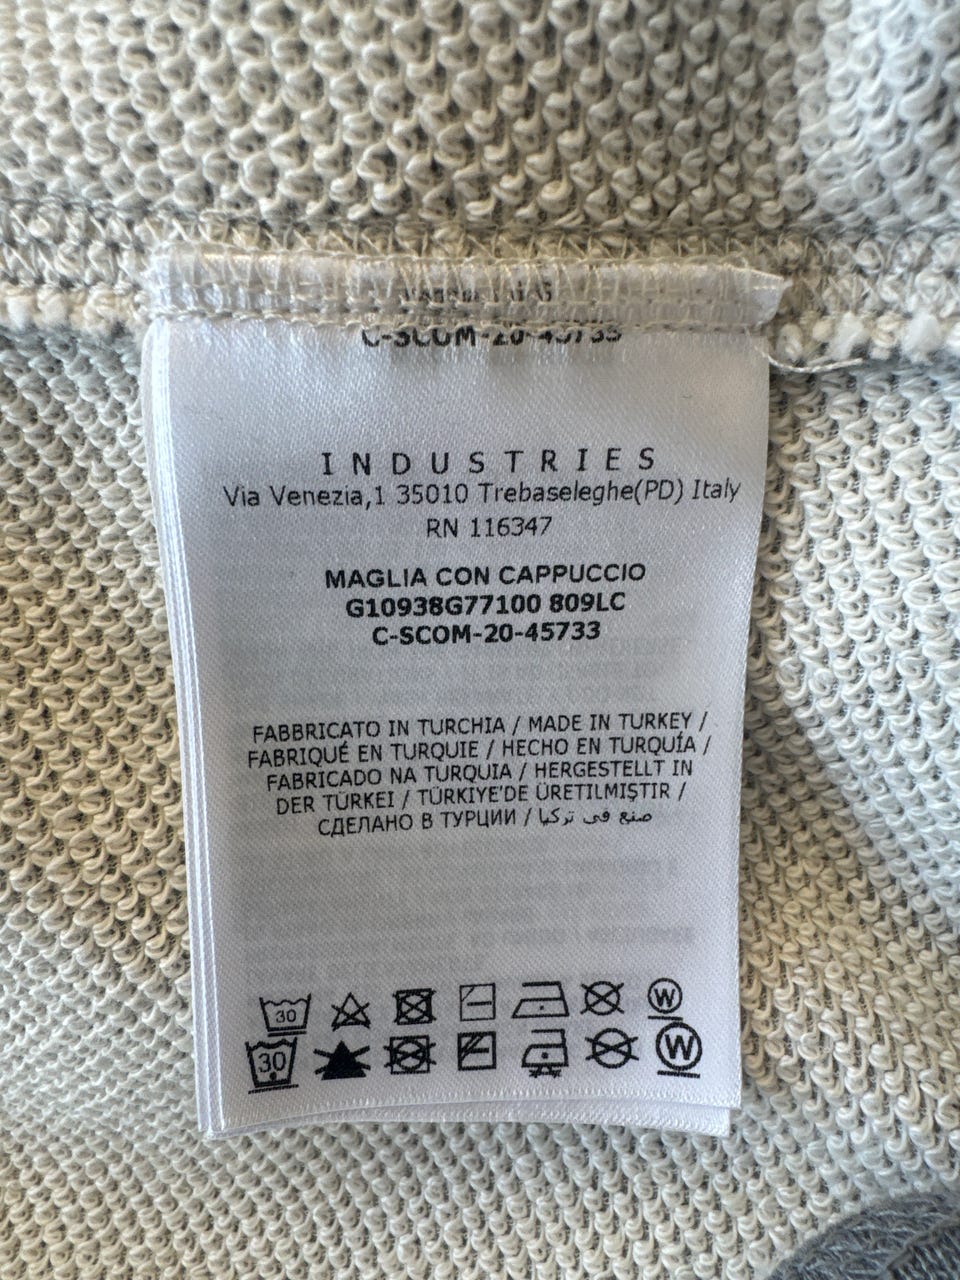 C-SCOM-20-45733
INDUSTRIES
Via Venezia,1 35010 Trebaseleghe(PD) Italy
RN 116347
MAGLIA CON CAPPUCCIO
G10938G77100 809LC
C-SCOM-20-45733
FABBRICATO IN TURCHIA / MADE IN TURKEY /
FABRIQUÉ EN TURQUIE / HECHO EN TURQUÍA /
FABRICADO NA TURQUIA / HERGESTELLT IN
DER TÜRKEI / TÜRKIYE'DE ÜRETILMIŞTIR /
СДЕЛАНО В ТУРЦИИ / صنع في تركيا
30 W
30 W